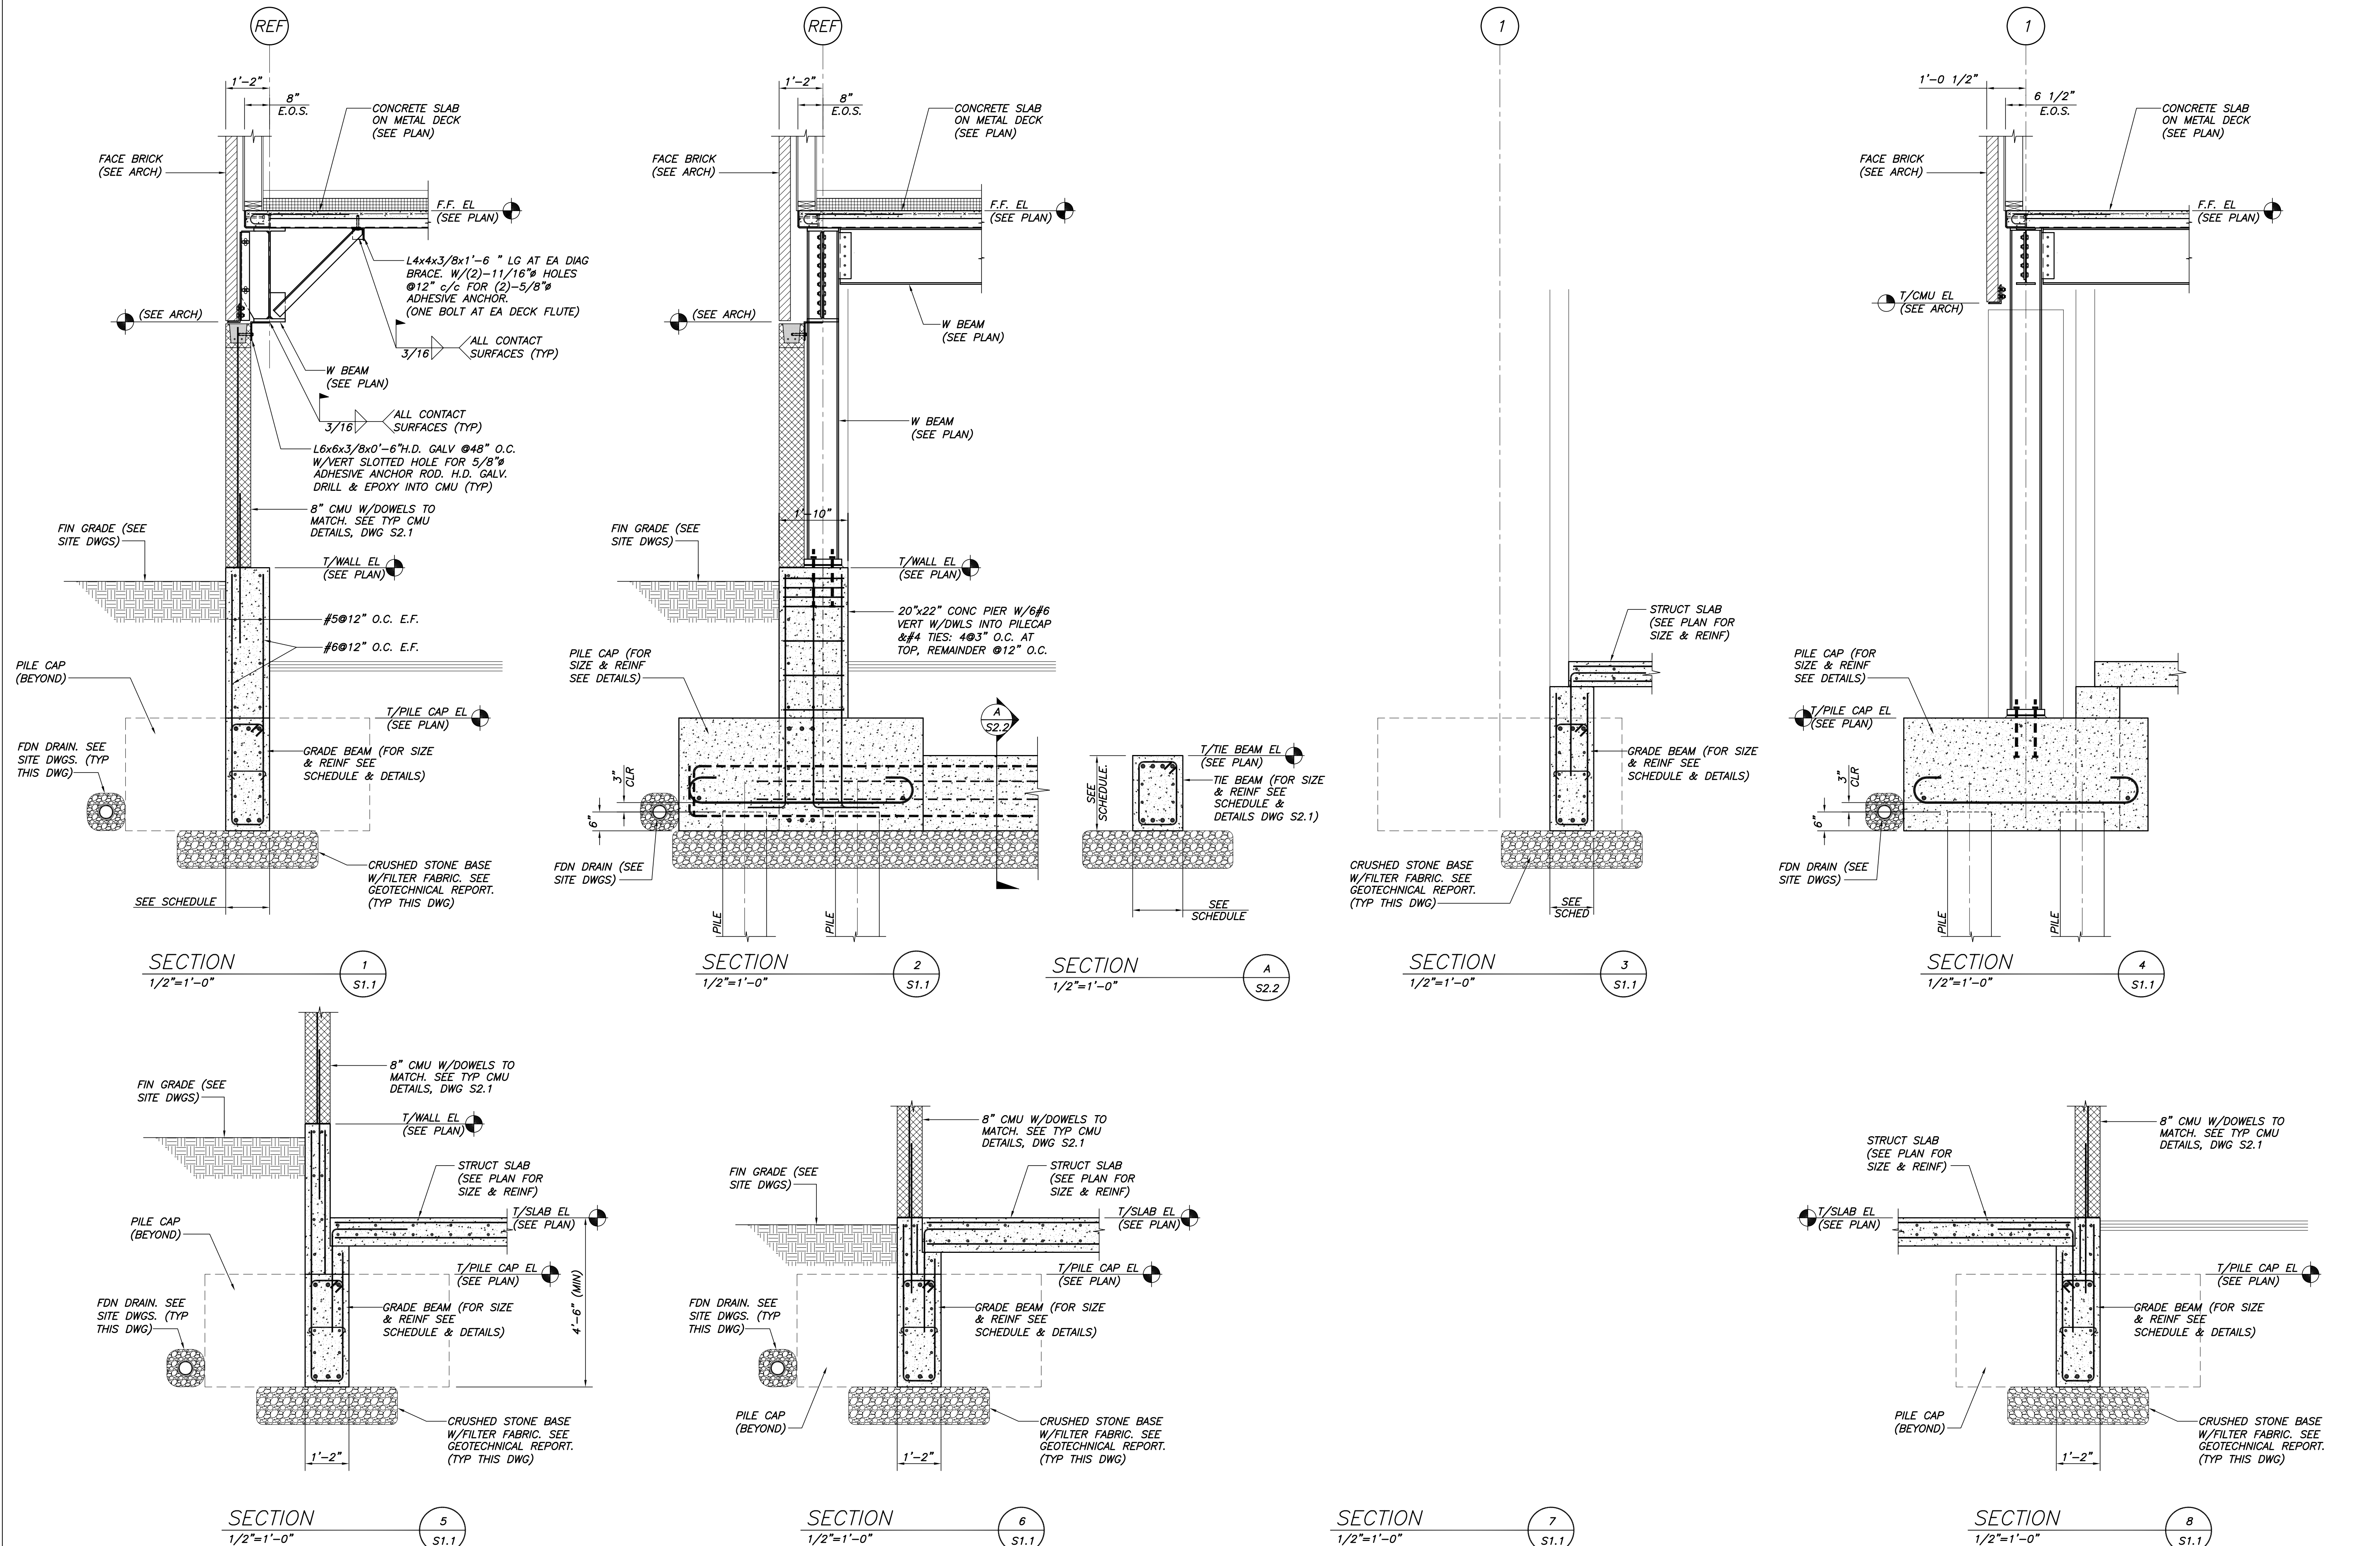 REF
1'-2"
8"
E.O.S.
CONCRETE SLAB
ON METAL DECK
(SEE PLAN)
FACE BRICK
(SEE ARCH)
F.F. EL
(SEE PLAN)
L4x4x3/8x1'-6 " LG AT EA DIAG
BRACE. W/(2)-11/16"ø HOLES
@12" c/c FOR (2)-5/8"ø
ADHESIVE ANCHOR.
(ONE BOLT AT EA DECK FLUTE)
(SEE ARCH)
3/16
ALL CONTACT
SURFACES (TYP)
W BEAM
(SEE PLAN)
3/16
ALL CONTACT
SURFACES (TYP)
L6x6x3/8x0'-6"H.D. GALV @48" O.C.
W/VERT SLOTTED HOLE FOR 5/8"ø
ADHESIVE ANCHOR ROD. H.D. GALV.
DRILL & EPOXY INTO CMU (TYP)
8" CMU W/DOWELS TO
MATCH. SEE TYP CMU
DETAILS, DWG S2.1
FIN GRADE (SEE
SITE DWGS)
T/WALL EL
(SEE PLAN)
#5@12" O.C. E.F.
#6@12" O.C. E.F.
PILE CAP
(BEYOND)
T/PILE CAP EL
(SEE PLAN)
FDN DRAIN. SEE
SITE DWGS. (TYP
THIS DWG)
GRADE BEAM (FOR SIZE
& REINF SEE
SCHEDULE & DETAILS)
CRUSHED STONE BASE
W/FILTER FABRIC. SEE
GEOTECHNICAL REPORT.
(TYP THIS DWG)
SEE SCHEDULE
SECTION
1/2"=1'-0"
1
S1.1
REF
1'-2"
8"
E.O.S.
CONCRETE SLAB
ON METAL DECK
(SEE PLAN)
FACE BRICK
(SEE ARCH)
F.F. EL
(SEE PLAN)
(SEE ARCH)
W BEAM
(SEE PLAN)
W BEAM
(SEE PLAN)
1'-10"
FIN GRADE (SEE
SITE DWGS)
T/WALL EL
(SEE PLAN)
20"x22" CONC PIER W/6#6
VERT W/DWLS INTO PILECAP
&#4 TIES: 4@3" O.C. AT
TOP, REMAINDER @12" O.C.
PILE CAP (FOR
SIZE & REINF
SEE DETAILS)
A
S2.2
3"
CLR
6"
FDN DRAIN (SEE
SITE DWGS)
PILE
PILE
SECTION
1/2"=1'-0"
2
S1.1
T/TIE BEAM EL
(SEE PLAN)
TIE BEAM (FOR SIZE
& REINF SEE
SCHEDULE &
DETAILS DWG S2.1)
SEE
SCHEDULE.
SEE
SCHEDULE
SECTION
1/2"=1'-0"
A
S2.2
1
STRUCT SLAB
(SEE PLAN FOR
SIZE & REINF)
GRADE BEAM (FOR SIZE
& REINF SEE
SCHEDULE & DETAILS)
CRUSHED STONE BASE
W/FILTER FABRIC. SEE
GEOTECHNICAL REPORT.
(TYP THIS DWG)
SEE
SCHED
SECTION
1/2"=1'-0"
3
S1.1
1
1'-0 1/2"
6 1/2"
E.O.S.
CONCRETE SLAB
ON METAL DECK
(SEE PLAN)
FACE BRICK
(SEE ARCH)
F.F. EL
(SEE PLAN)
T/CMU EL
(SEE ARCH)
PILE CAP (FOR
SIZE & REINF
SEE DETAILS)
T/PILE CAP EL
(SEE PLAN)
3"
CLR
6"
FDN DRAIN (SEE
SITE DWGS)
PILE
PILE
SECTION
1/2"=1'-0"
4
S1.1
8" CMU W/DOWELS TO
MATCH. SEE TYP CMU
DETAILS, DWG S2.1
FIN GRADE (SEE
SITE DWGS)
T/WALL EL
(SEE PLAN)
STRUCT SLAB
(SEE PLAN FOR
SIZE & REINF)
T/SLAB EL
(SEE PLAN)
PILE CAP
(BEYOND)
T/PILE CAP EL
(SEE PLAN)
4'-6" (MIN)
FDN DRAIN. SEE
SITE DWGS. (TYP
THIS DWG)
GRADE BEAM (FOR SIZE
& REINF SEE
SCHEDULE & DETAILS)
CRUSHED STONE BASE
W/FILTER FABRIC. SEE
GEOTECHNICAL REPORT.
(TYP THIS DWG)
1'-2"
SECTION
1/2"=1'-0"
5
S1.1
8" CMU W/DOWELS TO
MATCH. SEE TYP CMU
DETAILS, DWG S2.1
FIN GRADE (SEE
SITE DWGS)
STRUCT SLAB
(SEE PLAN FOR
SIZE & REINF)
T/SLAB EL
(SEE PLAN)
T/PILE CAP EL
(SEE PLAN)
FDN DRAIN. SEE
SITE DWGS. (TYP
THIS DWG)
GRADE BEAM (FOR SIZE
& REINF SEE
SCHEDULE & DETAILS)
PILE CAP
(BEYOND)
CRUSHED STONE BASE
W/FILTER FABRIC. SEE
GEOTECHNICAL REPORT.
(TYP THIS DWG)
1'-2"
SECTION
1/2"=1'-0"
6
S1.1
SECTION
1/2"=1'-0"
7
S1.1
8" CMU W/DOWELS TO
MATCH. SEE TYP CMU
DETAILS, DWG S2.1
STRUCT SLAB
(SEE PLAN FOR
SIZE & REINF)
T/SLAB EL
(SEE PLAN)
T/PILE CAP EL
(SEE PLAN)
GRADE BEAM (FOR SIZE
& REINF SEE
SCHEDULE & DETAILS)
PILE CAP
(BEYOND)
CRUSHED STONE BASE
W/FILTER FABRIC. SEE
GEOTECHNICAL REPORT.
(TYP THIS DWG)
1'-2"
SECTION
1/2"=1'-0"
8
S1.1